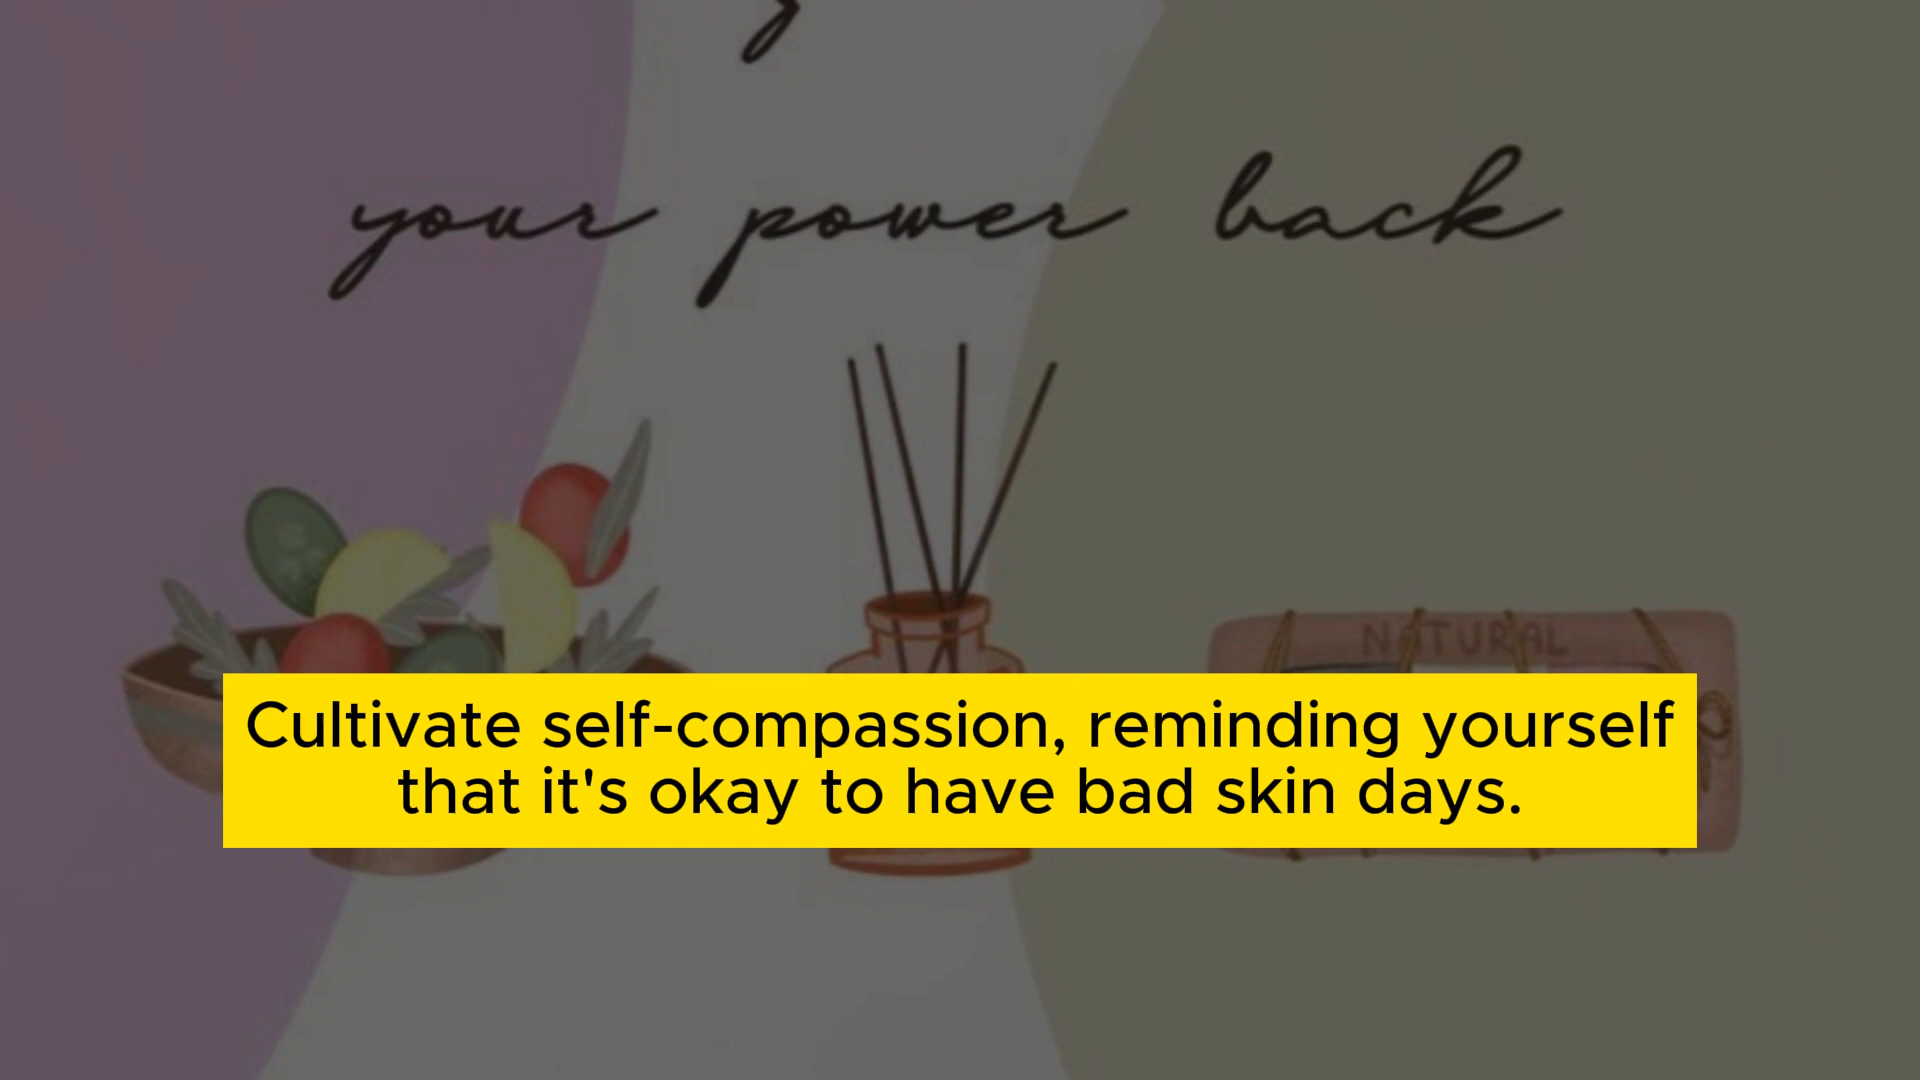 your power back
NATURAL
Cultivate self-compassion, reminding yourself
that it's okay to have bad skin days.